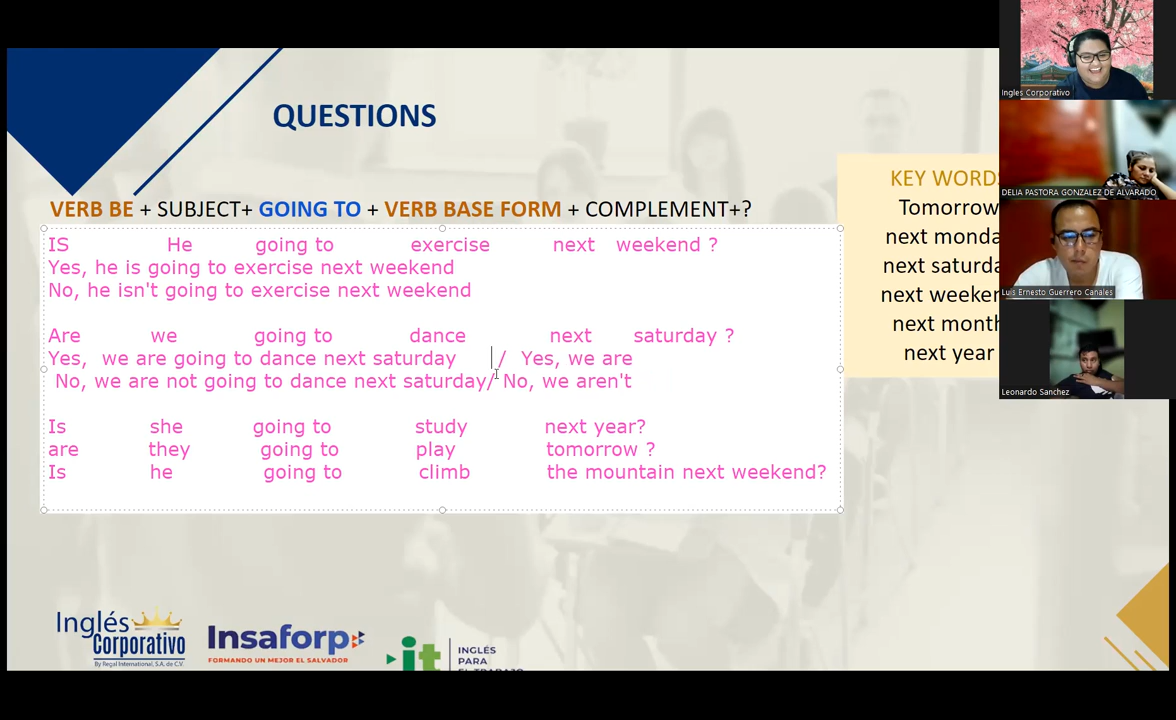 QUESTIONS
VERB BE + SUBJECT+ GOING TO + VERB BASE FORM + COMPLEMENT+?
IS He going to exercise next weekend ?
Yes, he is going to exercise next weekend
No, he isn't going to exercise next weekend
Are we going to dance next saturday ?
Yes, we are going to dance next saturday / Yes, we are
No, we are not going to dance next saturday/ No, we aren't
Is she going to study next year?
are they going to play tomorrow ?
Is he going to climb the mountain next weekend?
KEY WORDS
Tomorrow
next monda
next saturda
next weeken
next month
next year
Ingles Corporativo
DELIA PASTORA GONZALEZ DE ALVARADO
Luis Ernesto Guerrero Canales
Leonardo Sanchez
Inglés
Corporativo
By Regal International, S.A. de C.V.
Insaforp
FORMANDO UN MEJOR EL SALVADOR
it
INGLÉS
PARA
EL TRABAJO